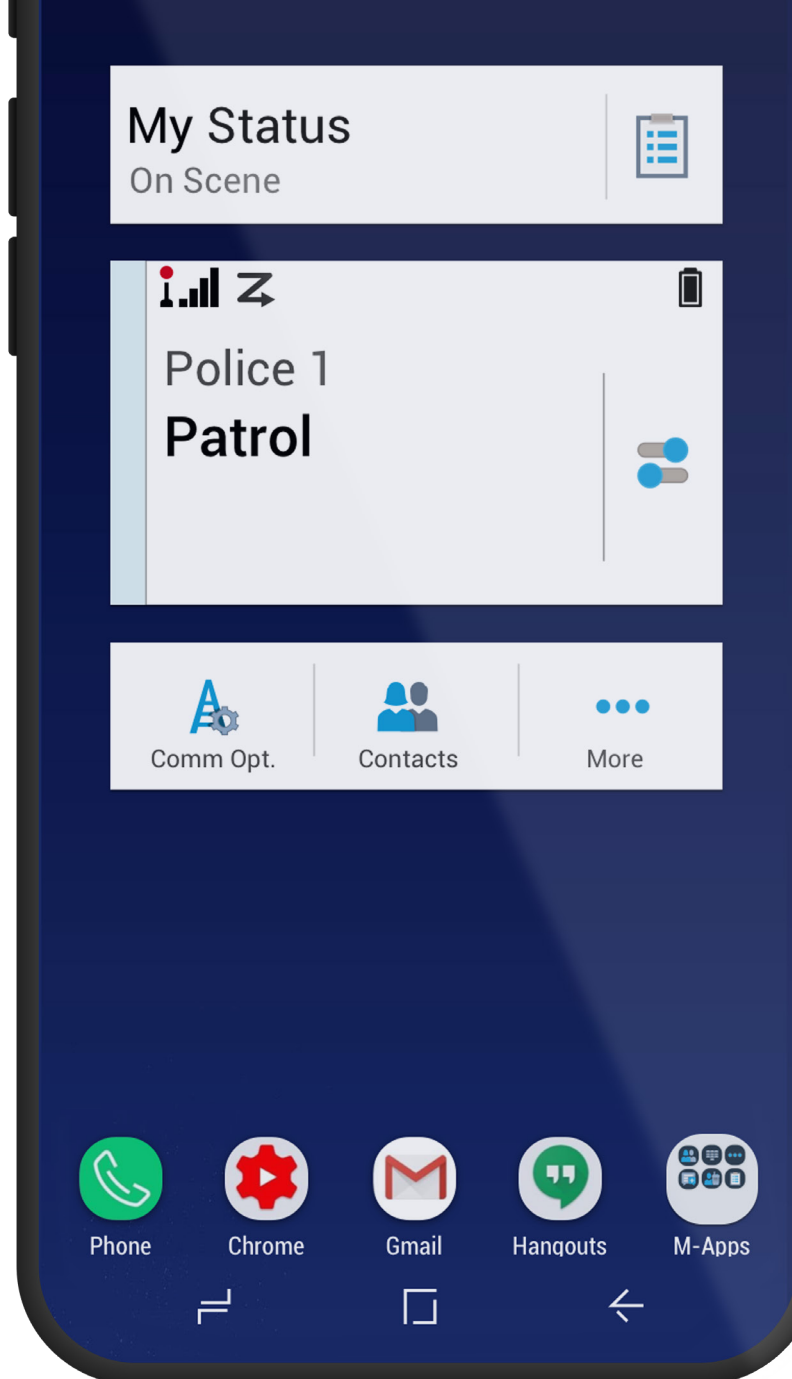 My Status
On Scene
Police 1
Patrol
Comm Opt.
Contacts
More
Phone
Chrome
Gmail
Hangouts
M-Apps